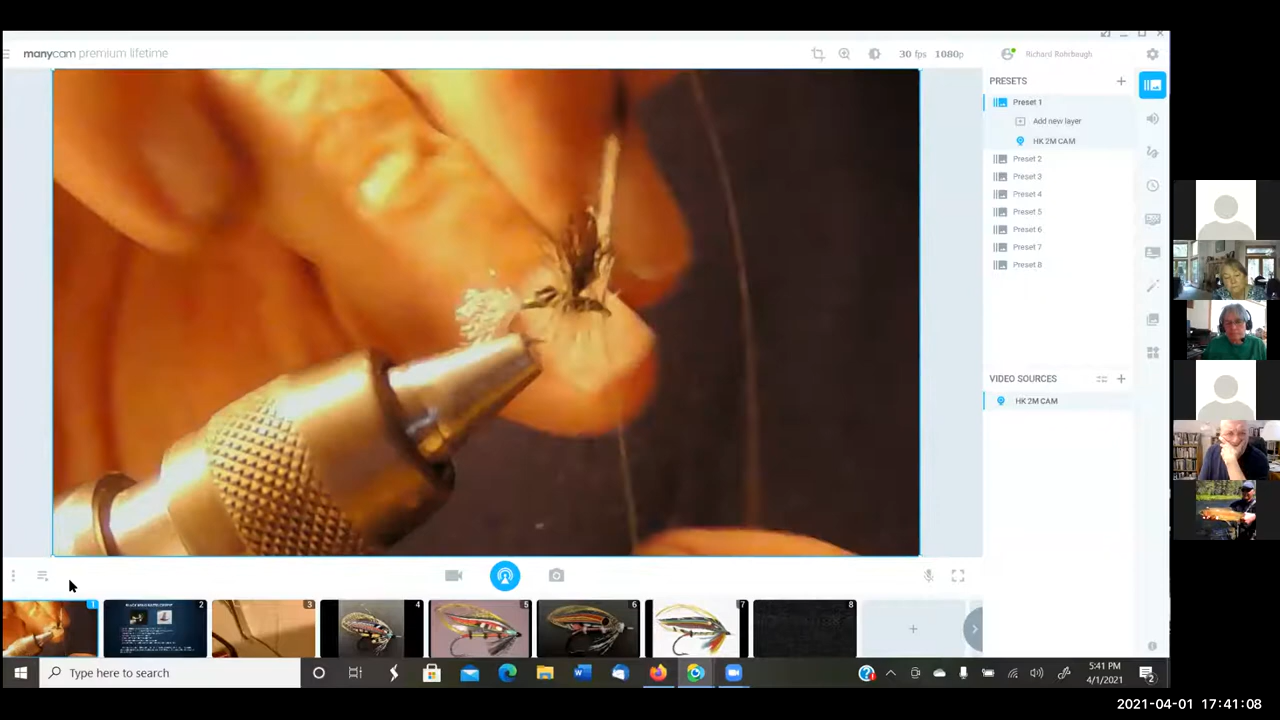 manycam premium lifetime
30 fps 1080p
Richard Rohrbaugh
PRESETS
Preset 1
Add new layer
HK 2M CAM
Preset 2
Preset 3
Preset 4
Preset 5
Preset 6
Preset 7
Preset 8
VIDEO SOURCES
HK 2M CAM
1
2
3
4
5
6
7
8
Type here to search
5:41 PM
4/1/2021
2
2021-04-01 17:41:08